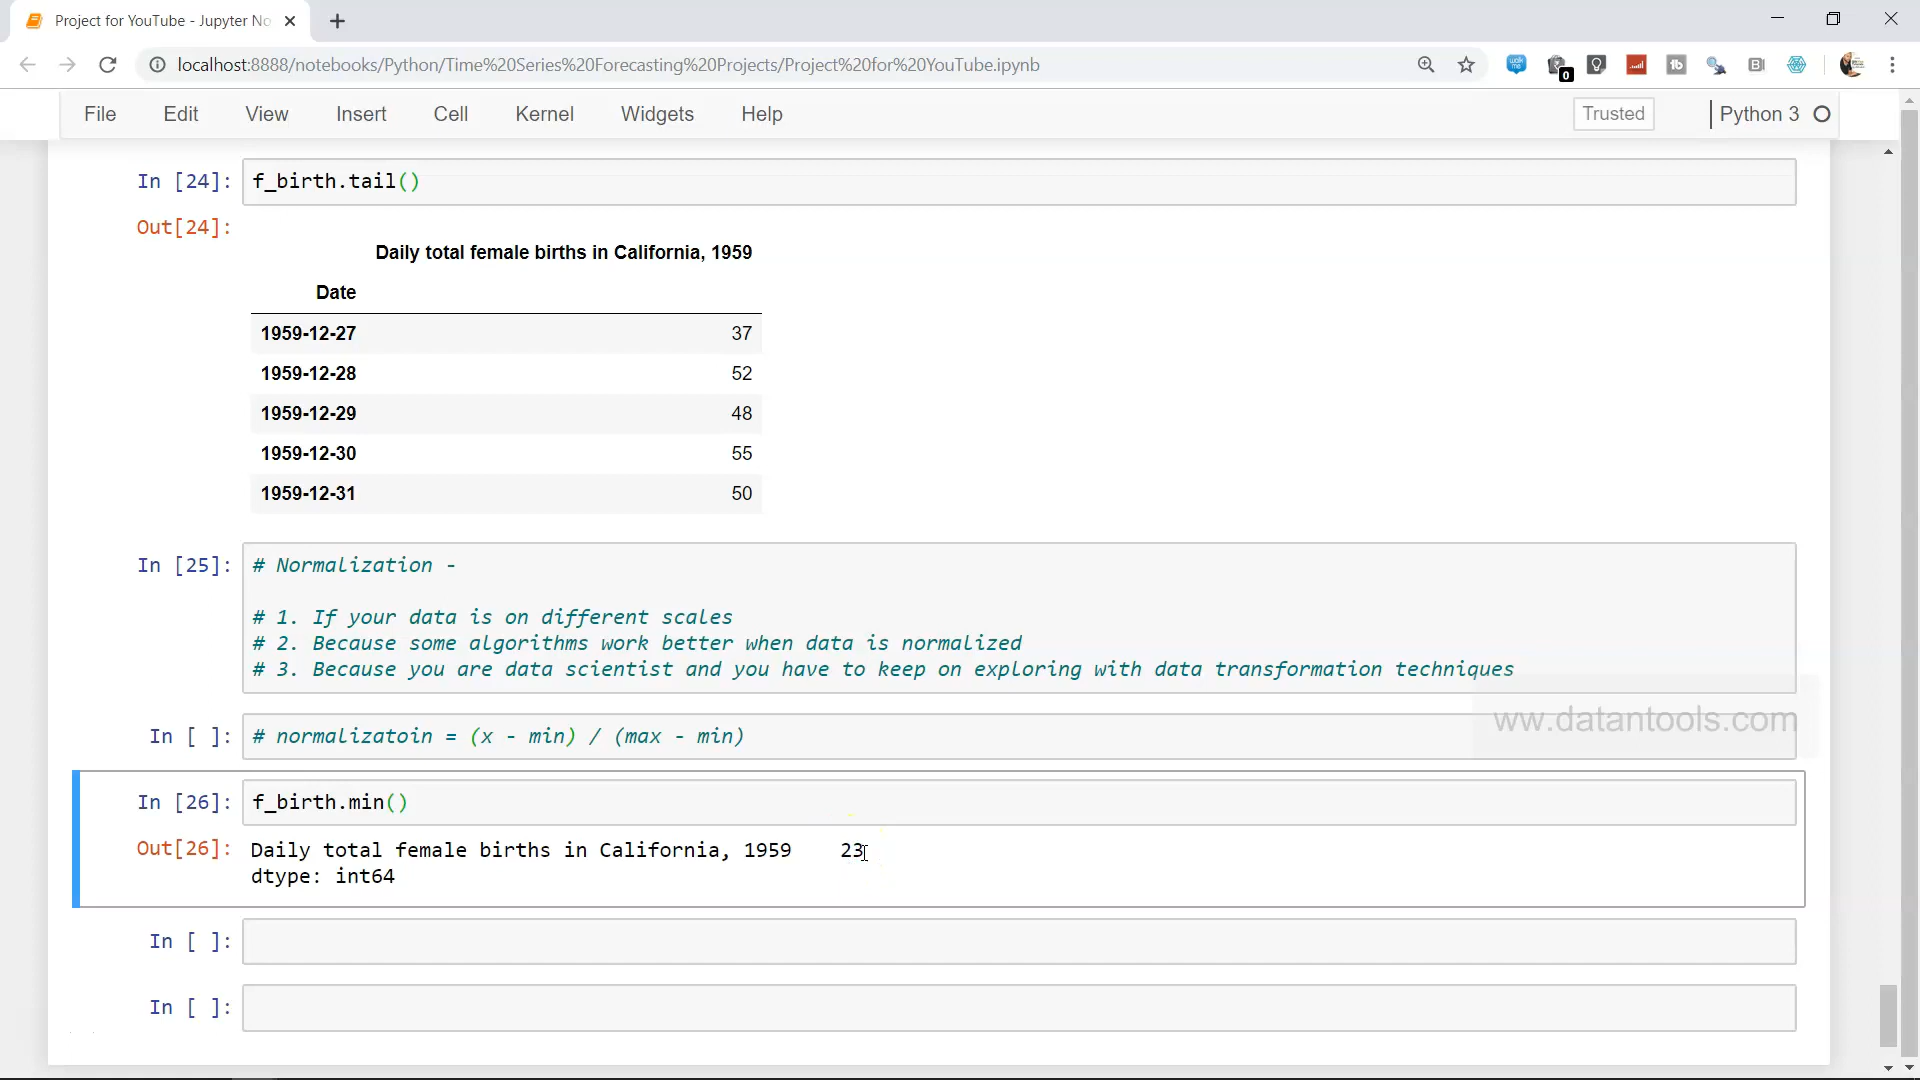 Project for YouTube - Jupyter No
localhost:8888/notebooks/Python/Time%20Series%20Forecasting%20Projects/Project%20for%20YouTube.ipynb
0
File Edit View Insert Cell Kernel Widgets Help Trusted Python 3
In [24]: f_birth.tail()
Out[24]:
Daily total female births in California, 1959
Date
1959-12-27 37
1959-12-28 52
1959-12-29 48
1959-12-30 55
1959-12-31 50
In [25]: # Normalization -
# 1. If your data is on different scales
# 2. Because some algorithms work better when data is normalized
# 3. Because you are data scientist and you have to keep on exploring with data transformation techniques
ww.datantools.com
In [ ]: # normalizatoin = (x - min) / (max - min)
In [26]: f_birth.min()
Out[26]: Daily total female births in California, 1959 23
dtype: int64
In [ ]:
In [ ]: